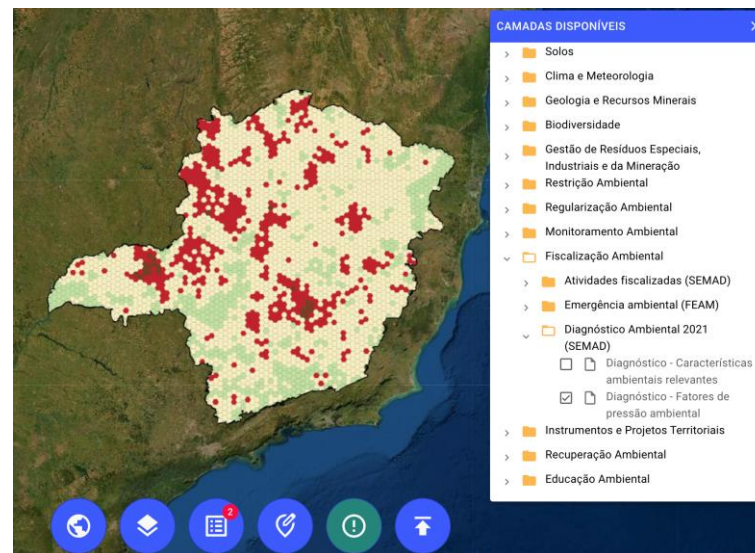 CAMADAS DISPONÍVEIS
Solos
Clima e Meteorologia
Geologia e Recursos Minerais
Biodiversidade
Gestão de Resíduos Especiais,
Industriais e da Mineração
Restrição Ambiental
Regularização Ambiental
Monitoramento Ambiental
Fiscalização Ambiental
Atividades fiscalizadas (SEMAD)
Emergência ambiental (FEAM)
Diagnóstico Ambiental 2021
(SEMAD)
Diagnóstico - Características
ambientais relevantes
Diagnóstico - Fatores de
pressão ambiental
Instrumentos e Projetos Territoriais
Recuperação Ambiental
Educação Ambiental
2